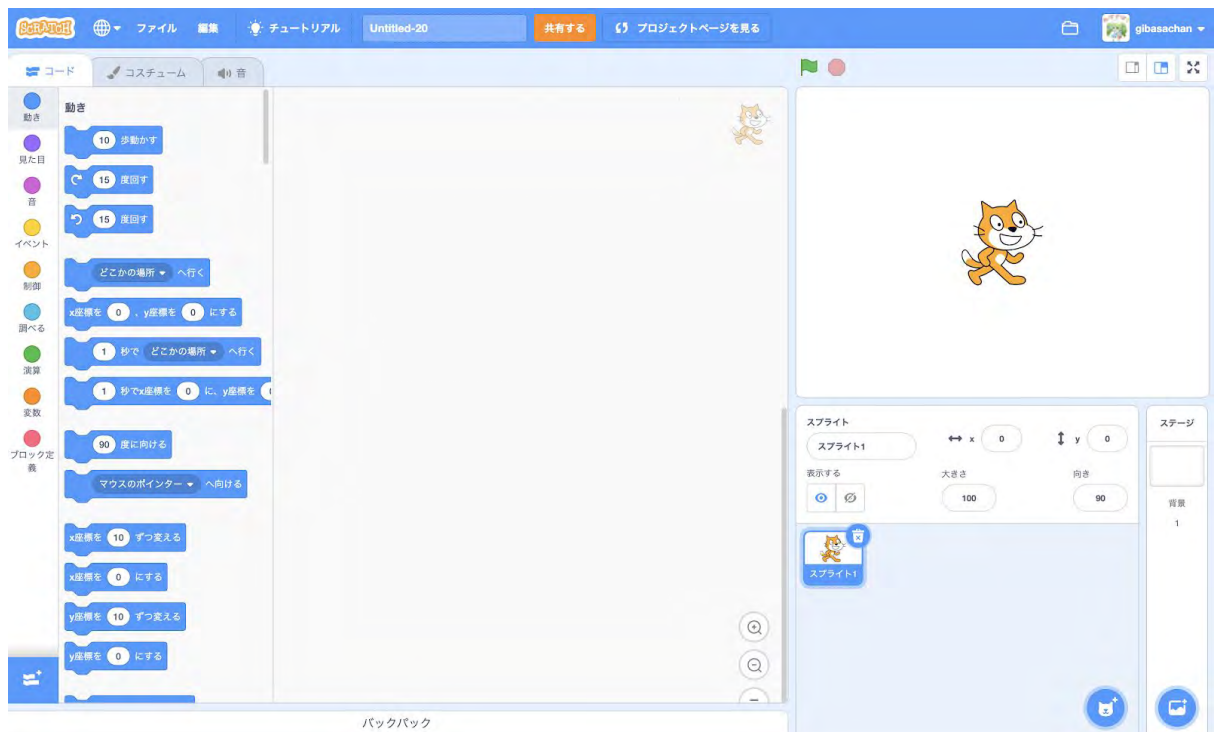 SCRATCH ファイル 編集 チュートリアル Untitled-20 共有する プロジェクトページを見る gibasachan
コード コスチューム 音
動き
見た目
音
イベント
制御
調べる
演算
変数
ブロック定
義
動き
10 歩動かす
15 度回す
15 度回す
どこかの場所 へ行く
x座標を 0 、y座標を 0 にする
1 秒で どこかの場所 へ行く
1 秒でx座標を 0 に、y座標を
90 度に向ける
マウスのポインター へ向ける
x座標を 10 ずつ変える
x座標を 0 にする
y座標を 10 ずつ変える
y座標を 0 にする
バックパック
スプライト
スプライト1 x 0 y 0
表示する 大きさ 向き
100 90
スプライト1
ステージ
背景
1